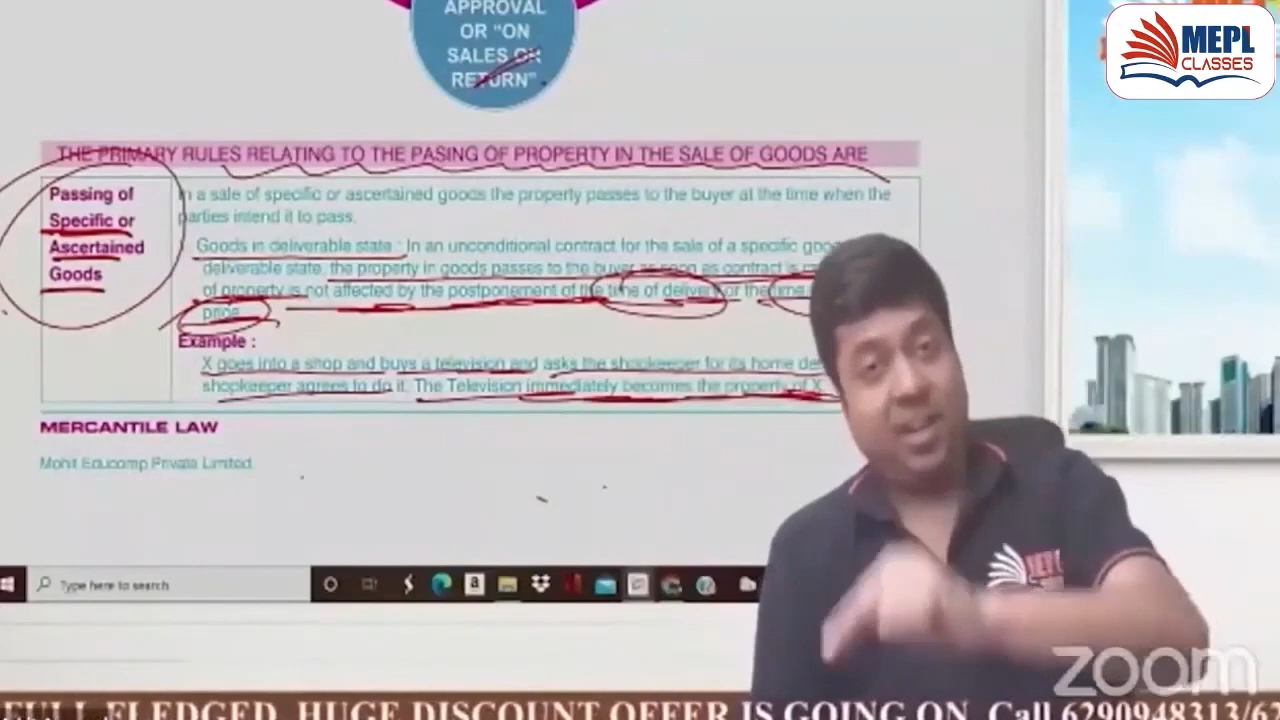 APPROVAL
OR "ON
SALES OR
RETURN"
MEPL
CLASSES
THE PRIMARY RULES RELATING TO THE PASING OF PROPERTY IN THE SALE OF GOODS ARE
Passing of
Specific or
Ascertained
Goods
In a sale of specific or ascertained goods the property passes to the buyer at the time when the
parties intend it to pass.
Goods in deliverable state : In an unconditional contract for the sale of a specific
deliverable state, the property in goods passes to the buyer as soon as contract is
of property is not affected by the postponement of the time of delivery or the time
price.
Example :
X goes into a shop and buys a television and asks the shopkeeper for its home
shopkeeper agrees to do it. The Television immediately becomes the property of X
MERCANTILE LAW
Mohit Educomp Private Limited
Type here to search
MEPL
zoom
FULL FLEDGED. HUGE DISCOUNT OFFER IS GOING ON. Call 6290948313/62